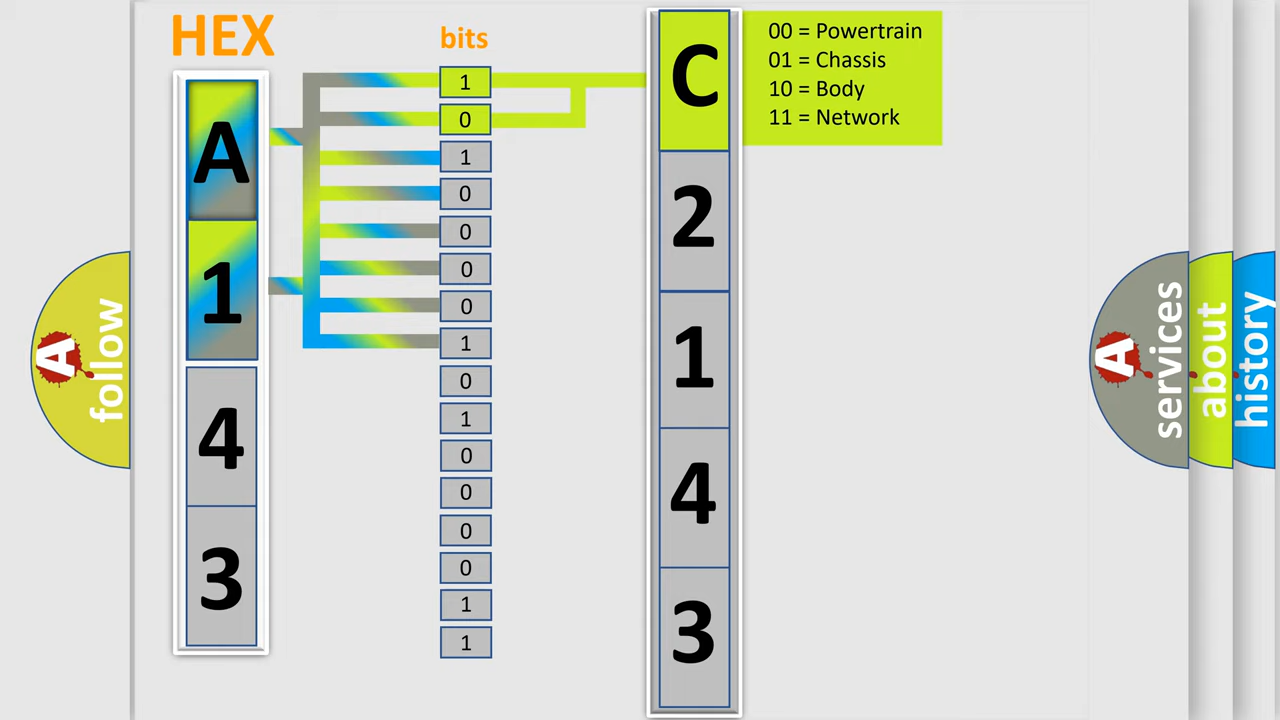 HEX
A
1
4
3
bits
1
0
1
0
0
0
0
1
0
1
0
0
0
0
1
1
C
2
1
4
3
00 = Powertrain
01 = Chassis
10 = Body
11 = Network
A
follow
A
services
about
history